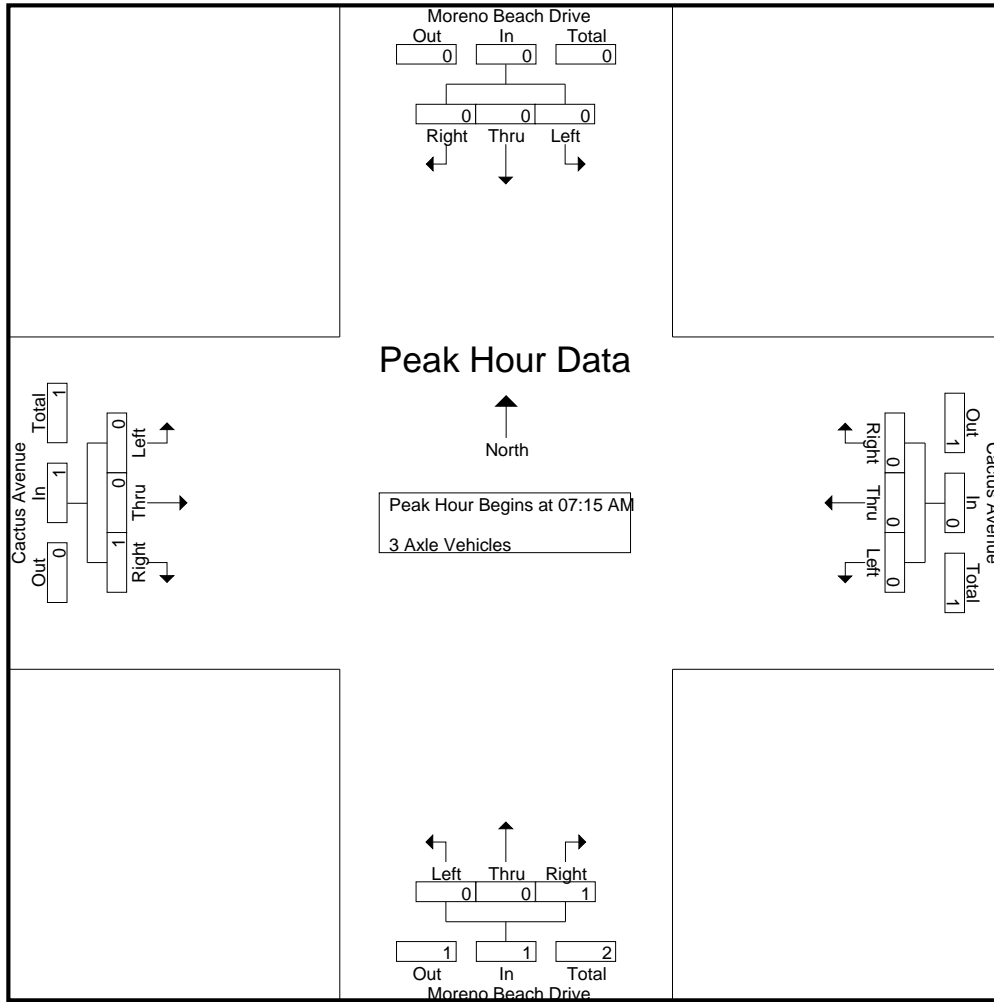 Moreno Beach Drive
Out In Total
0 0 0
0 0 0
Right Thru Left
Peak Hour Data
North
Peak Hour Begins at 07:15 AM
3 Axle Vehicles
Cactus Avenue
Out In Total
0 1 1
Left Thru Right
0 0 1
Cactus Avenue
Out In Total
1 0 1
Right Thru Left
0 0 0
Left Thru Right
0 0 1
1 1 2
Out In Total
Moreno Beach Drive